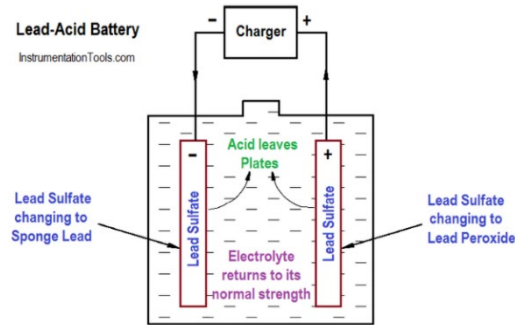 Lead-Acid Battery
InstrumentationTools.com
−
Charger
+
−
+
Acid leaves
Plates
Lead Sulfate
Lead Sulfate
Lead Sulfate
changing to
Sponge Lead
Lead Sulfate
changing to
Lead Peroxide
Electrolyte
returns to its
normal strength